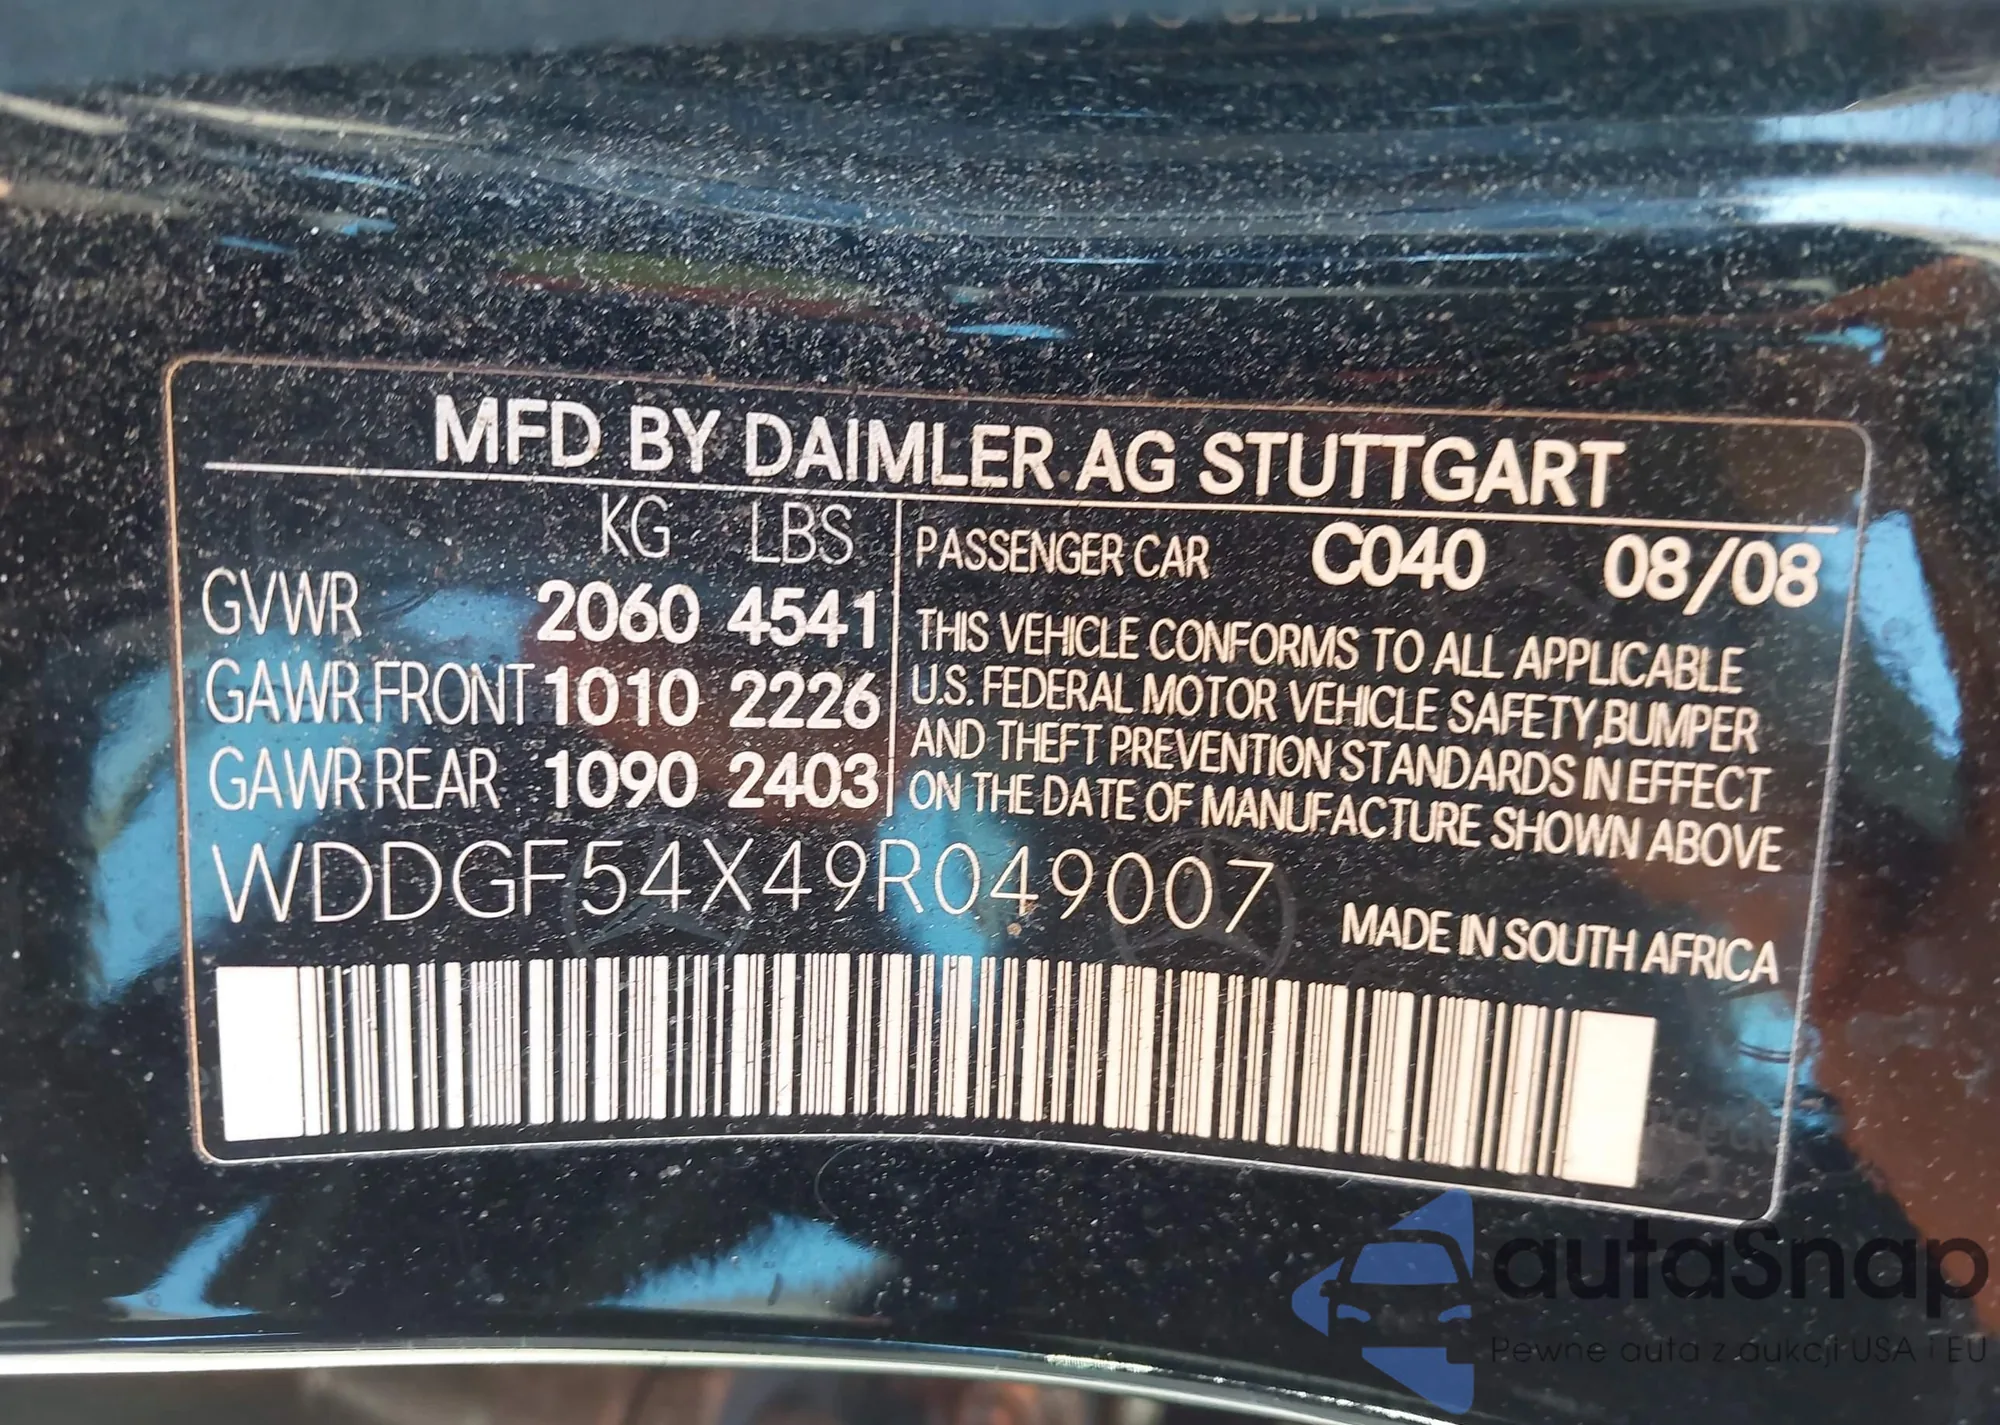 MFD BY DAIMLER AG STUTTGART
KG LBS
GVWR 2060 4541
GAWR FRONT 1010 2226
GAWR REAR 1090 2403
PASSENGER CAR C040 08/08
THIS VEHICLE CONFORMS TO ALL APPLICABLE
U.S. FEDERAL MOTOR VEHICLE SAFETY,BUMPER
AND THEFT PREVENTION STANDARDS IN EFFECT
ON THE DATE OF MANUFACTURE SHOWN ABOVE
WDDGF54X49R049007
MADE IN SOUTH AFRICA
autaSnap
Pewne auta z aukcji USA i EU